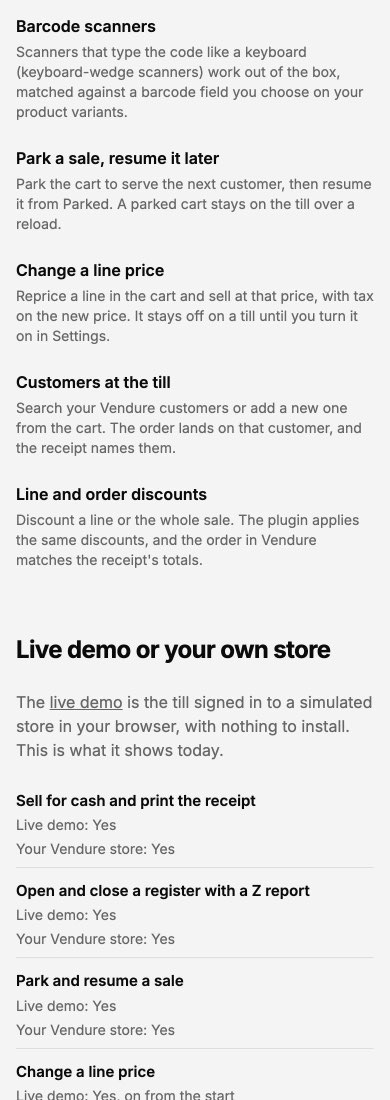 Barcode scanners
Scanners that type the code like a keyboard
(keyboard-wedge scanners) work out of the box,
matched against a barcode field you choose on your
product variants.
Park a sale, resume it later
Park the cart to serve the next customer, then resume
it from Parked. A parked cart stays on the till over a
reload.
Change a line price
Reprice a line in the cart and sell at that price, with tax
on the new price. It stays off on a till until you turn it
on in Settings.
Customers at the till
Search your Vendure customers or add a new one
from the cart. The order lands on that customer, and
the receipt names them.
Line and order discounts
Discount a line or the whole sale. The plugin applies
the same discounts, and the order in Vendure
matches the receipt's totals.
Live demo or your own store
The live demo is the till signed in to a simulated
store in your browser, with nothing to install.
This is what it shows today.
Sell for cash and print the receipt
Live demo: Yes
Your Vendure store: Yes
Open and close a register with a Z report
Live demo: Yes
Your Vendure store: Yes
Park and resume a sale
Live demo: Yes
Your Vendure store: Yes
Change a line price
Live demo: Yes, on from the start